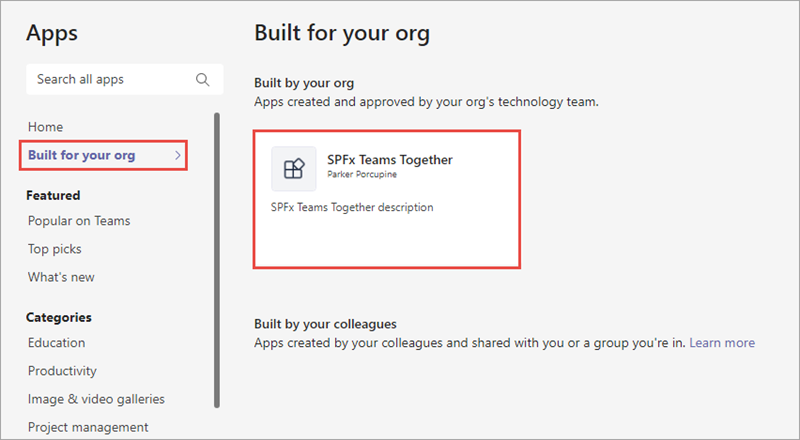 Apps
Search all apps
Home
Built for your org
Featured
Popular on Teams
Top picks
What's new
Categories
Education
Productivity
Image & video galleries
Project management
Built for your org
Built by your org
Apps created and approved by your org's technology team.
SPFx Teams Together
Parker Porcupine
SPFx Teams Together description
Built by your colleagues
Apps created by your colleagues and shared with you or a group you're in. Learn more